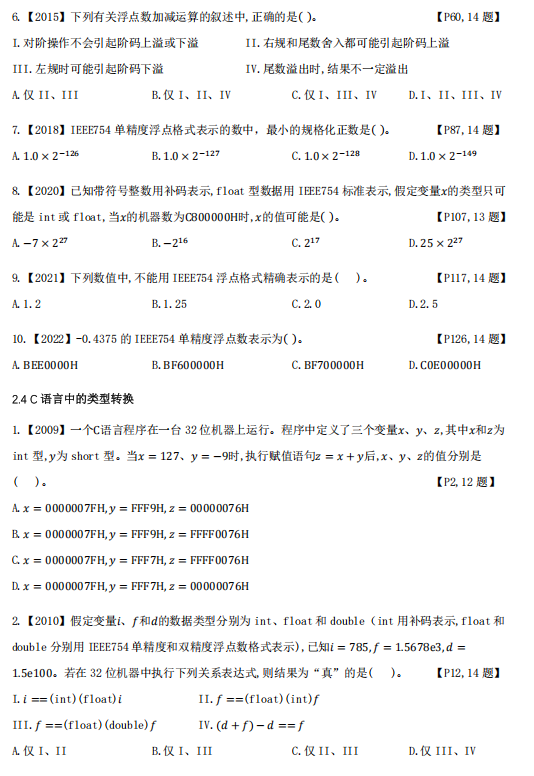 6.【2015】下列有关浮点数加减运算的叙述中,正确的是( )。 【P60,14 题】
I.对阶操作不会引起阶码上溢或下溢 II.右规和尾数舍入都可能引起阶码上溢
III.左规时可能引起阶码下溢 IV.尾数溢出时,结果不一定溢出
A.仅 II、III B.仅 I、II、IV C.仅 I、III、IV D.I、II、III、IV
7.【2018】IEEE754 单精度浮点格式表示的数中, 最小的规格化正数是( )。 【P87,14 题】
A.1.0 × 2⁻¹²⁶ B.1.0 × 2⁻¹²⁷ C.1.0 × 2⁻¹²⁸ D.1.0 × 2⁻¹⁴⁹
8.【2020】已知带符号整数用补码表示,float 型数据用 IEEE754 标准表示,假定变量x的类型只可
能是 int 或 float,当x的机器数为C800000H时,x的值可能是( )。 【P107,13 题】
A.−7 × 2²⁷ B.−2¹⁶ C.2¹⁷ D.25 × 2²⁷
9.【2021】下列数值中,不能用 IEEE754 浮点格式精确表示的是( )。 【P117,14 题】
A.1.2 B.1.25 C.2.0 D.2.5
10.【2022】-0.4375 的 IEEE754 单精度浮点数表示为( )。 【P126,14 题】
A.BEE0000H B.BF600000H C.BF700000H D.C0E00000H
2.4 C 语言中的类型转换
1.【2009】一个C语言程序在一台 32 位机器上运行。程序中定义了三个变量x、y、z,其中x和z为
int 型,y为 short 型。当x = 127、y = −9时,执行赋值语句z = x + y后,x、y、z的值分别是
( )。 【P2,12 题】
A.x = 0000007FH, y = FFF9H, z = 00000076H
B.x = 0000007FH, y = FFF9H, z = FFFF0076H
C.x = 0000007FH, y = FFF7H, z = FFFF0076H
D.x = 0000007FH, y = FFF7H, z = 00000076H
2.【2010】假定变量i、f和d的数据类型分别为 int、float 和 double（int 用补码表示,float 和
double 分别用 IEEE754 单精度和双精度浮点数格式表示),已知i = 785, f = 1.5678e3, d =
1.5e100。若在 32 位机器中执行下列关系表达式,则结果为“真”的是( )。 【P12,14 题】
I.i ==(int)(float)i II.f ==(float)(int)f
III.f ==(float)(double)f IV.(d + f) − d == f
A.仅 I、II B.仅 I、III C.仅 II、III D.仅 III、IV